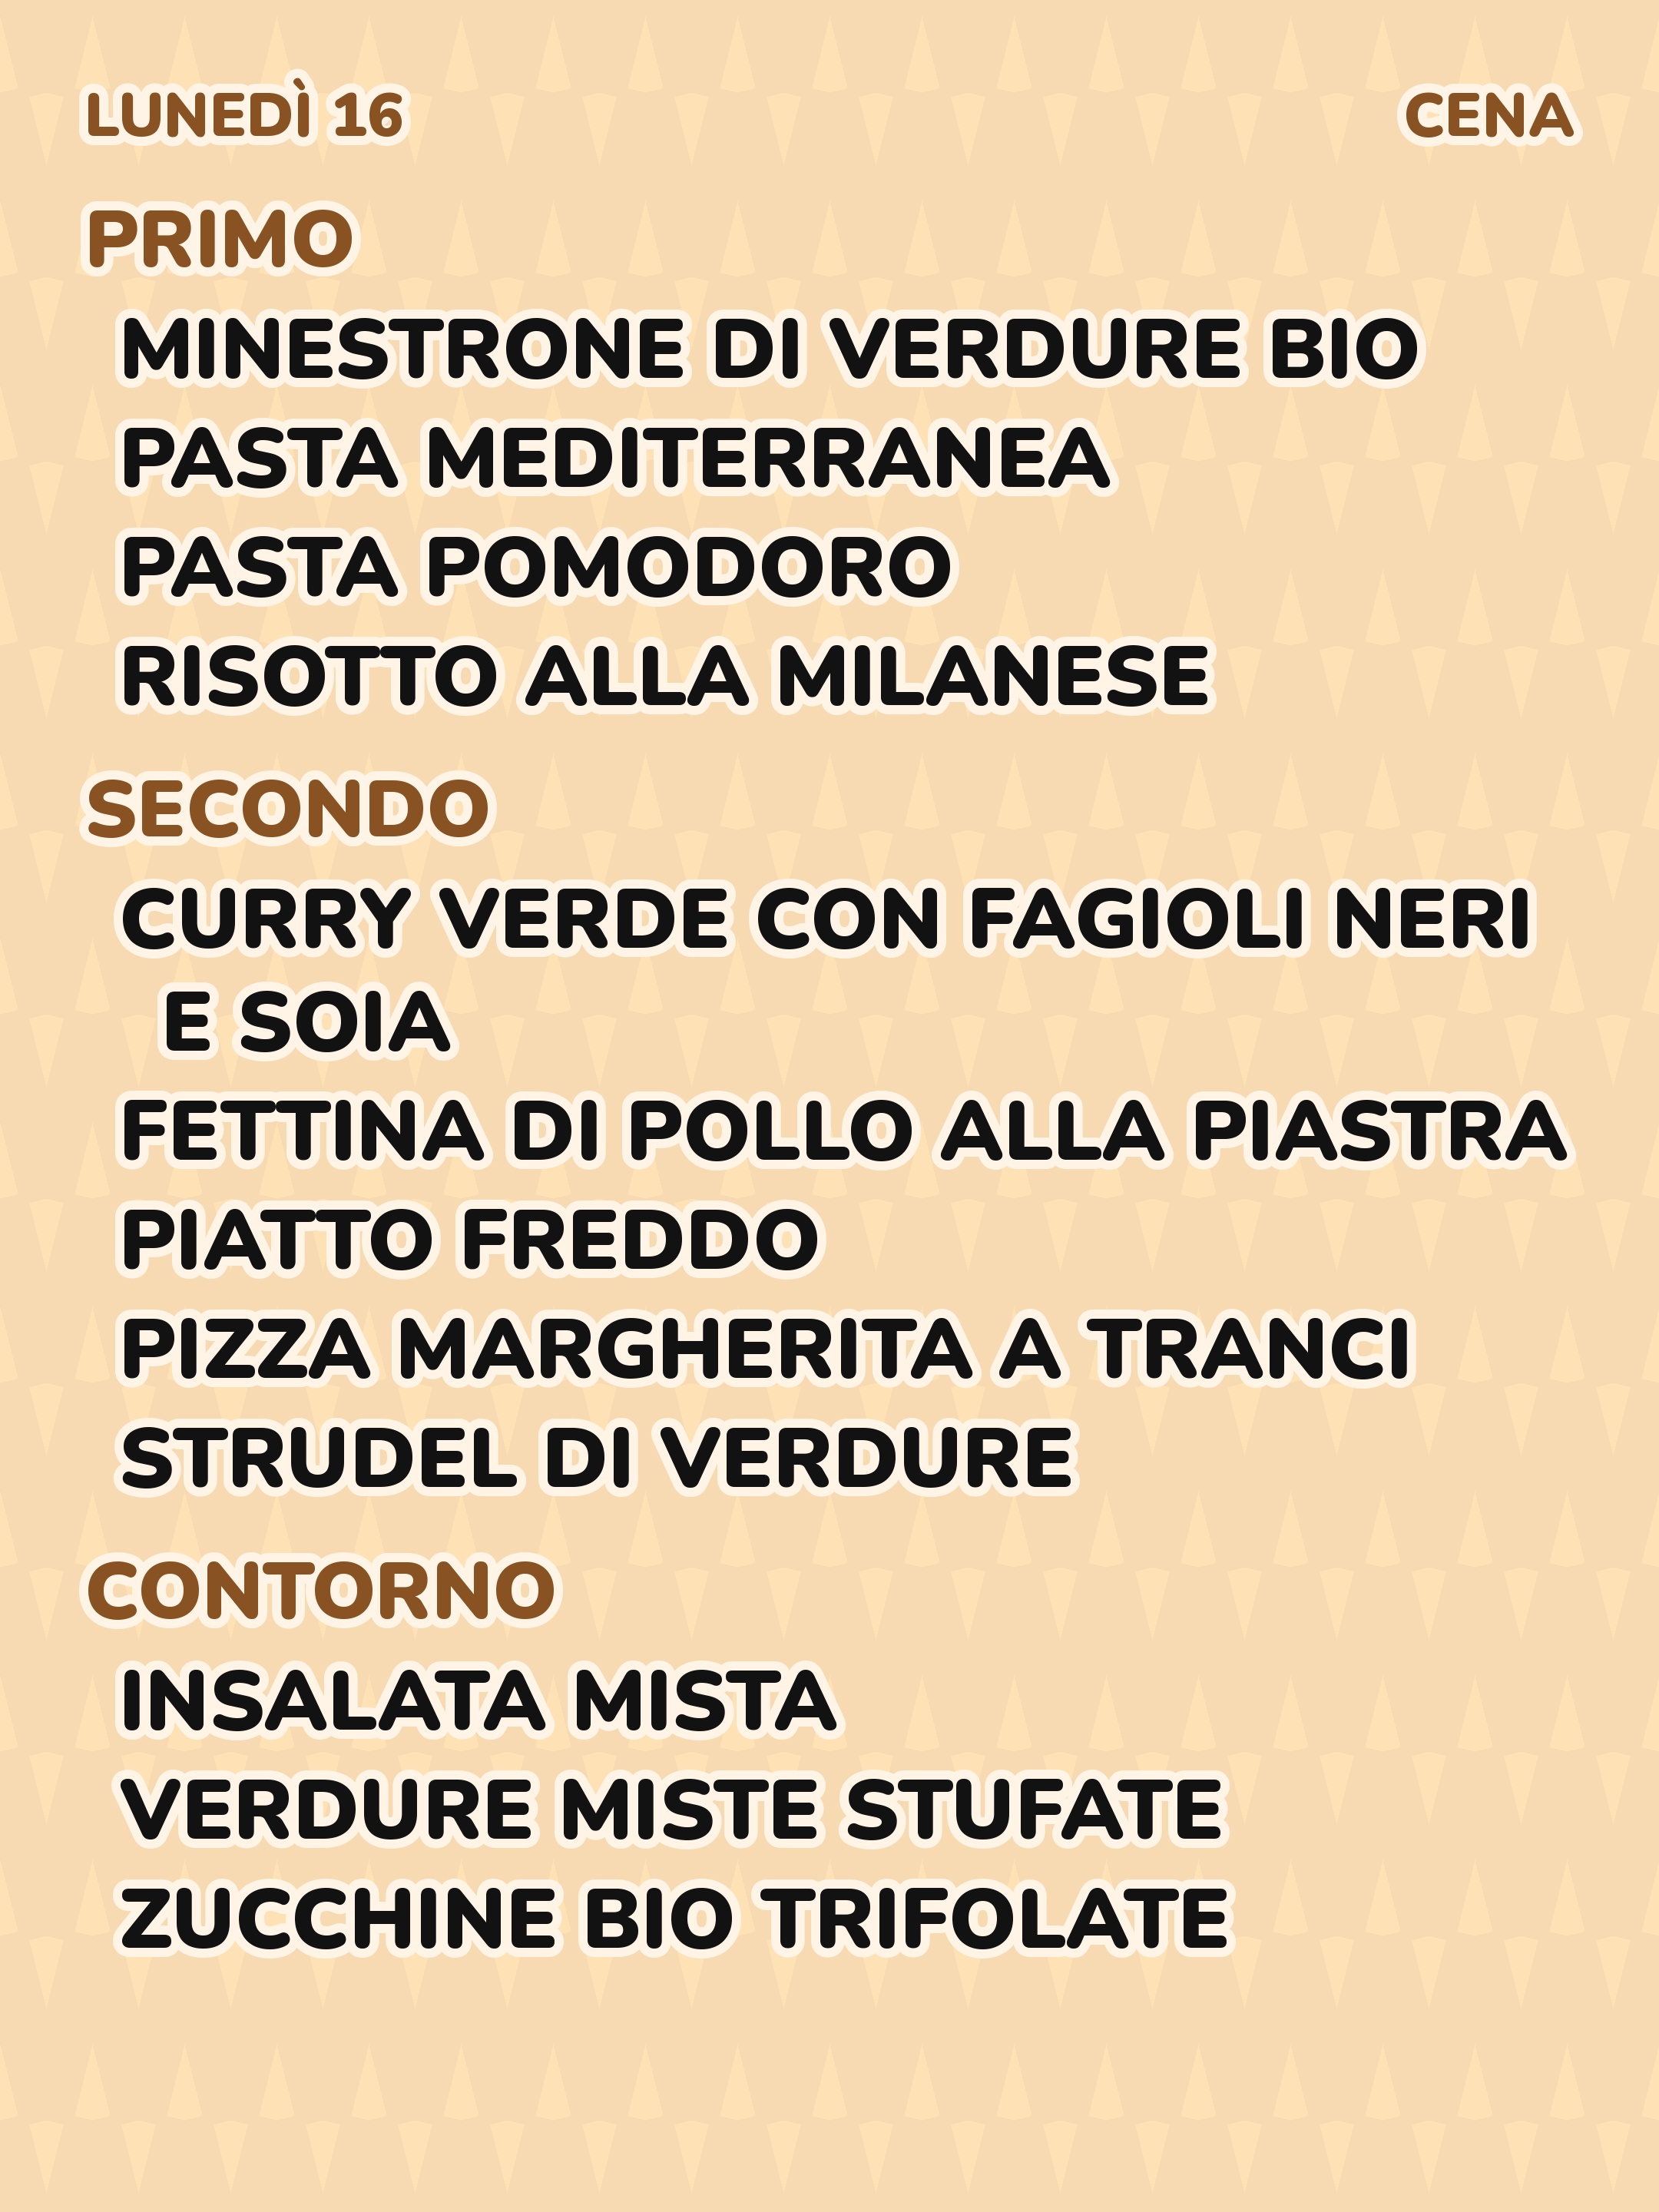 LUNEDÌ 16 CENA
PRIMO
MINESTRONE DI VERDURE BIO
PASTA MEDITERRANEA
PASTA POMODORO
RISOTTO ALLA MILANESE
SECONDO
CURRY VERDE CON FAGIOLI NERI
E SOIA
FETTINA DI POLLO ALLA PIASTRA
PIATTO FREDDO
PIZZA MARGHERITA A TRANCI
STRUDEL DI VERDURE
CONTORNO
INSALATA MISTA
VERDURE MISTE STUFATE
ZUCCHINE BIO TRIFOLATE